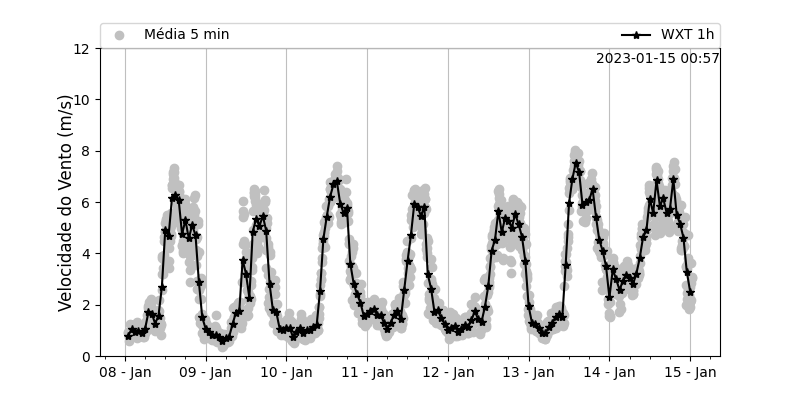 Média 5 min
WXT 1h
2023-01-15 00:57
Velocidade do Vento (m/s)
12
10
8
6
4
2
0
08 - Jan
09 - Jan
10 - Jan
11 - Jan
12 - Jan
13 - Jan
14 - Jan
15 - Jan